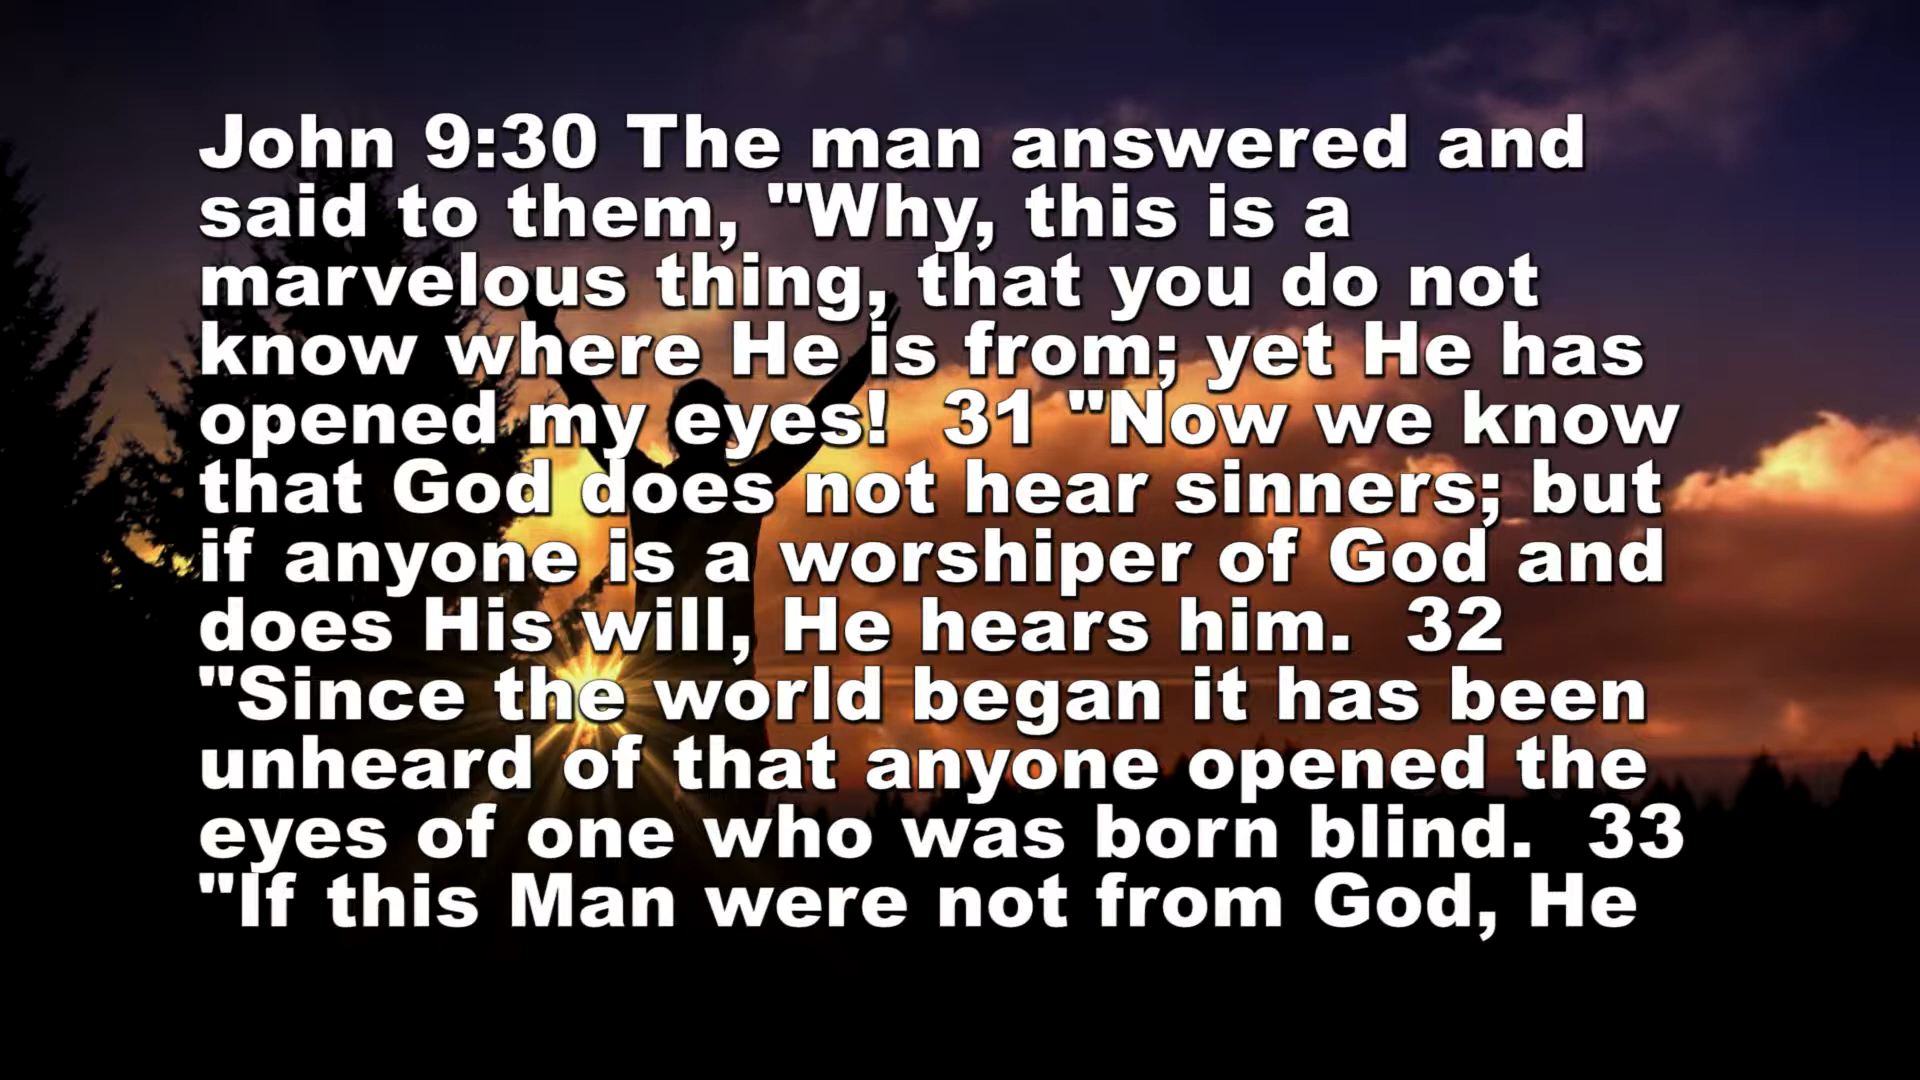 John 9:30 The man answered and
said to them, "Why, this is a
marvelous thing, that you do not
know where He is from; yet He has
opened my eyes!  31 "Now we know
that God does not hear sinners; but
if anyone is a worshiper of God and
does His will, He hears him.  32
"Since the world began it has been
unheard of that anyone opened the
eyes of one who was born blind.  33
"If this Man were not from God, He